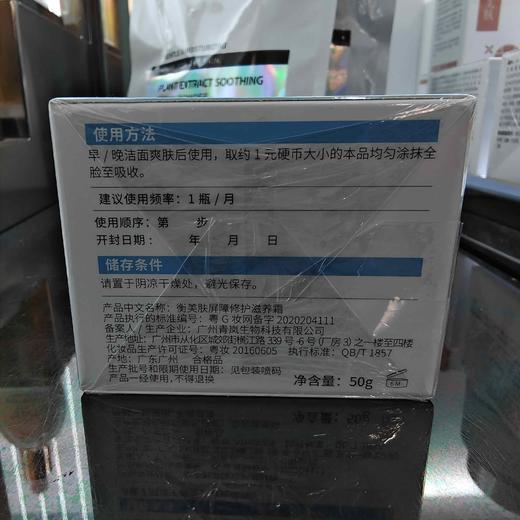 PLANT EXTRACT SOOTHING
使用方法
早/晚洁面爽肤后使用，取约1元硬币大小的本品均匀涂抹全
脸至吸收。
建议使用频率：1瓶/月
使用顺序：第 步
开封日期： 年 月 日
储存条件
请置于阴凉干燥处，避光保存。
产品中文名称：衡美肤屏障修护滋养霜
产品执行的标准编号：粤G妆网备字2020204111
备案人/生产企业：广州青岚生物科技有限公司
生产地址：广州市从化区城郊街横江路339号-6号(厂房3)之一楼至四楼
化妆品生产许可证号：粤妆20160605 执行标准：QB/T 1857
产地：广东广州 合格品
生产批号和限期使用日期：见包装喷码
产品一经使用，不得退换
净含量：50g
6M